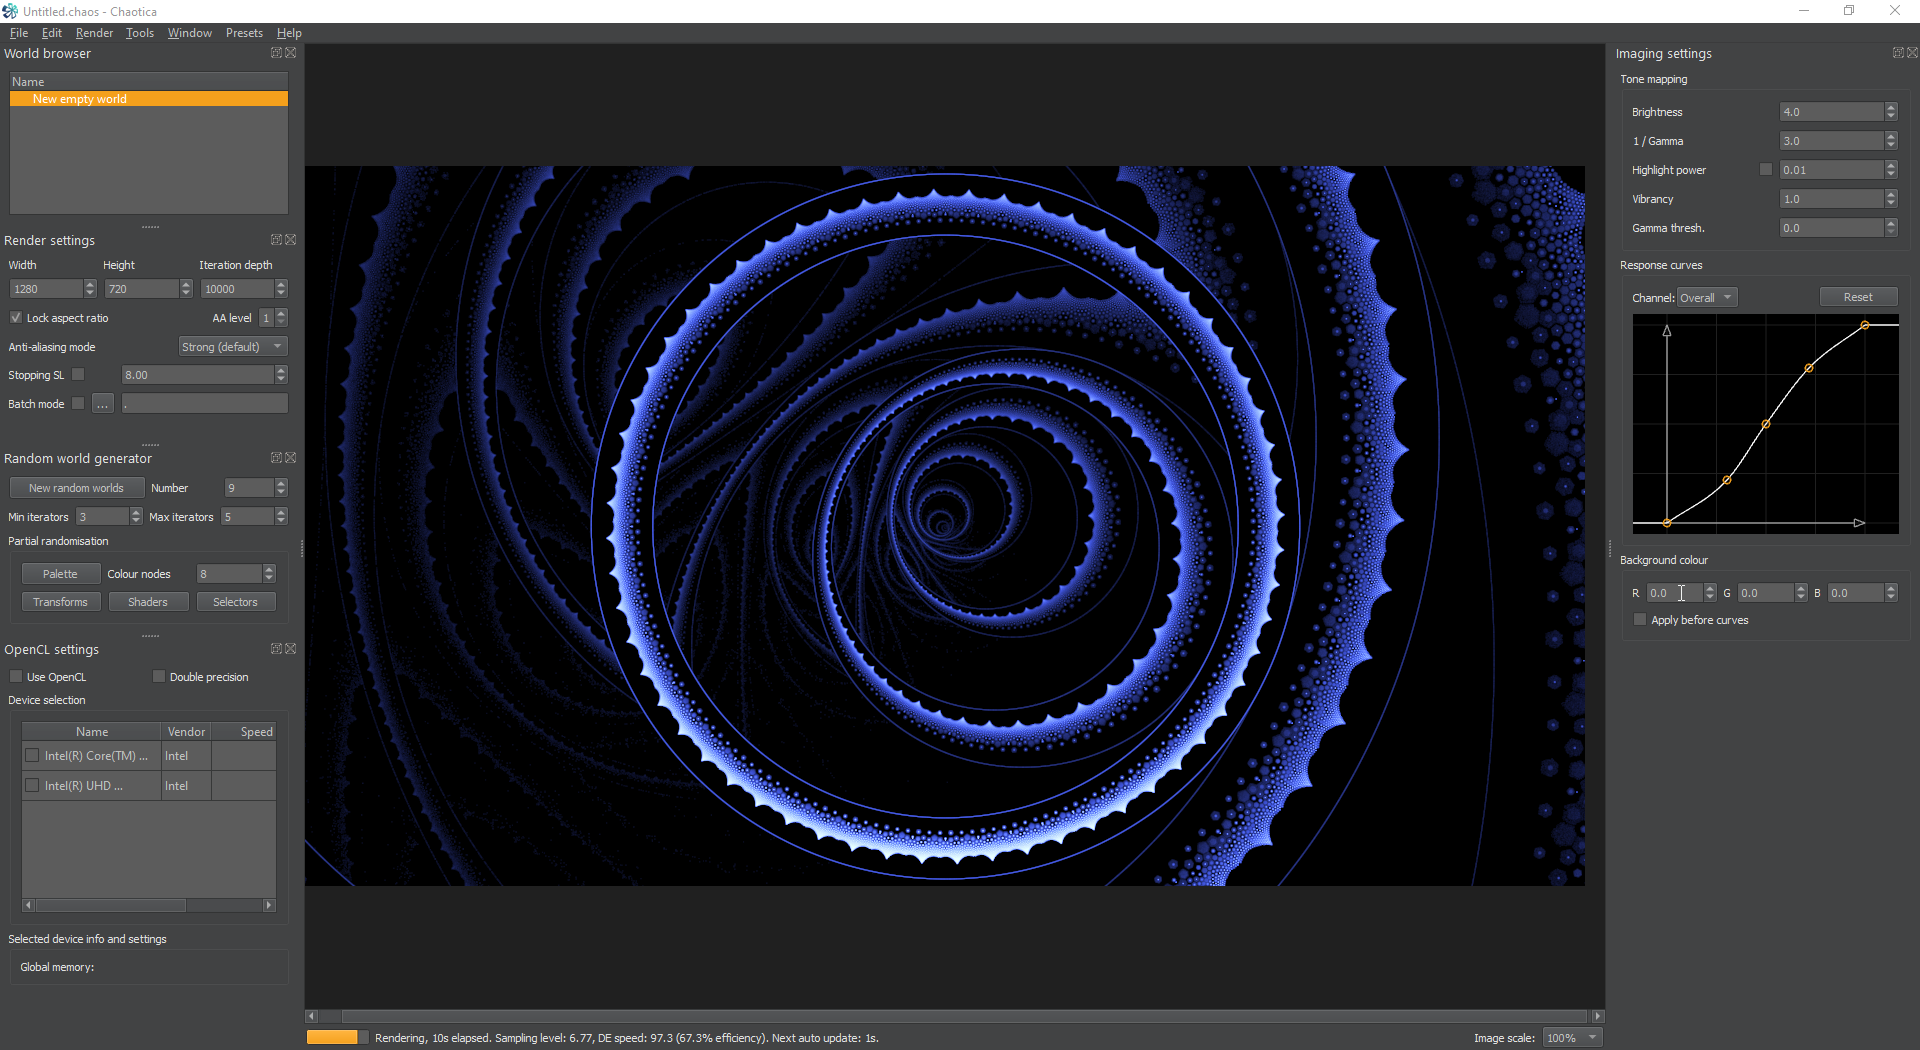 Untitled.chaos - Chaotica
File Edit Render Tools Window Presets Help
World browser
Name
New empty world
Render settings
Width Height Iteration depth
1280 720 10000
Lock aspect ratio AA level 1
Anti-aliasing mode Strong (default)
Stopping SL 8.00
Batch mode ... .
Random world generator
New random worlds Number 9
Min iterators 3 Max iterators 5
Partial randomisation
Palette Colour nodes 8
Transforms Shaders Selectors
OpenCL settings
Use OpenCL Double precision
Device selection
Name Vendor Speed
Intel(R) Core(TM) ... Intel
Intel(R) UHD ... Intel
Selected device info and settings
Global memory:
Rendering, 10s elapsed. Sampling level: 6.77, DE speed: 97.3 (67.3% efficiency). Next auto update: 1s.
Image scale: 100%
Imaging settings
Tone mapping
Brightness 4.0
1 / Gamma 3.0
Highlight power 0.01
Vibrancy 1.0
Gamma thresh. 0.0
Response curves
Channel: Overall Reset
Background colour
R 0.0 G 0.0 B 0.0
Apply before curves